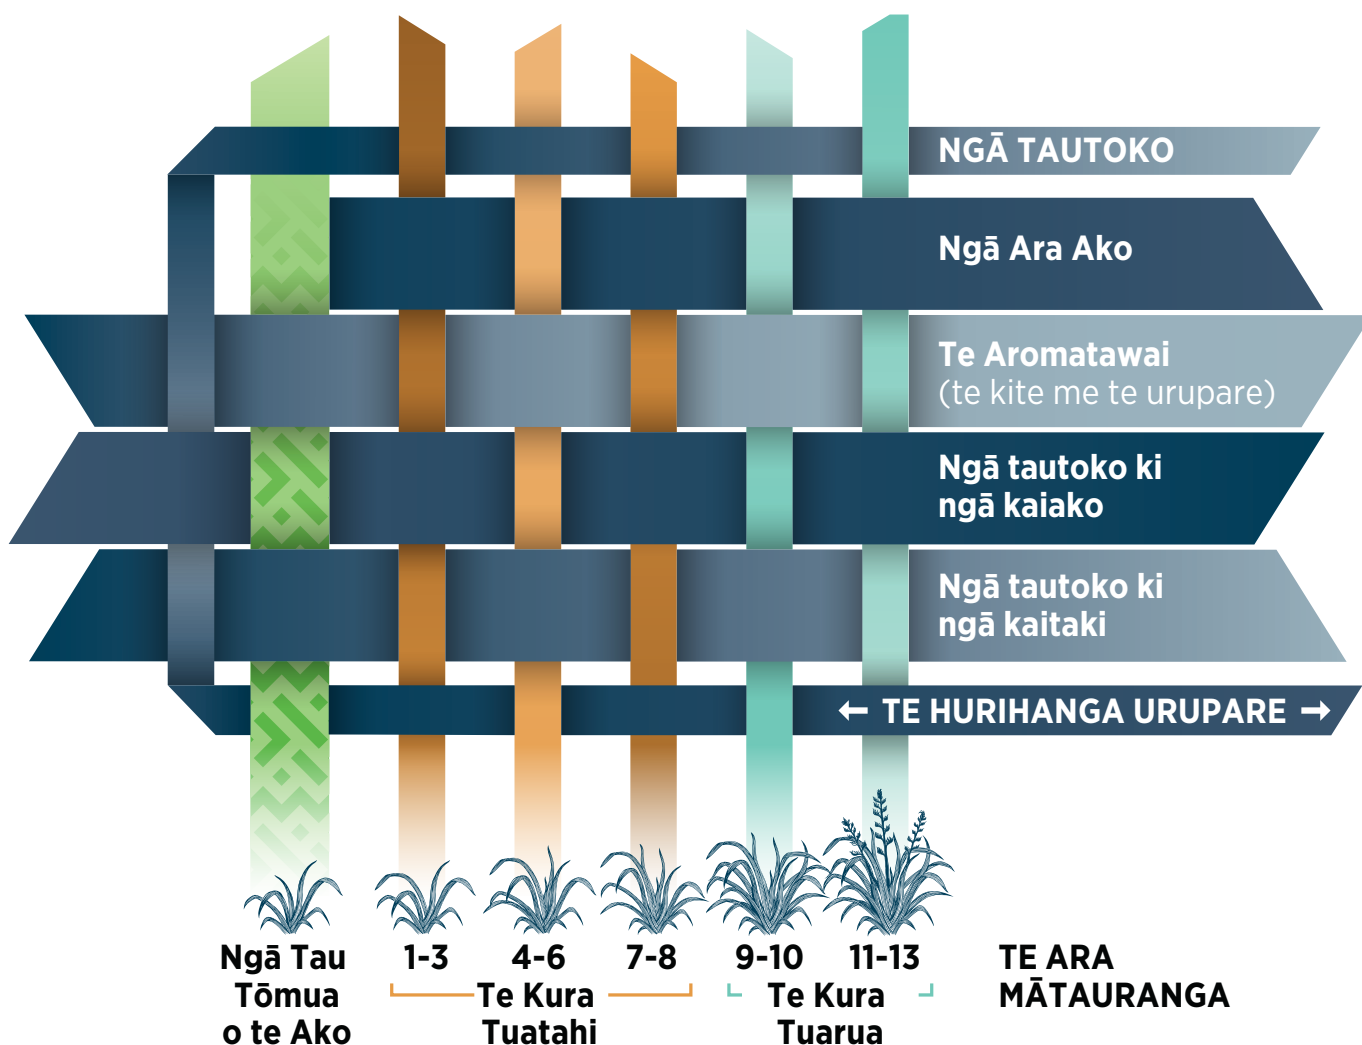 NGĀ TAUTOKO
Ngā Ara Ako
Te Aromatawai
(te kite me te urupare)
Ngā tautoko ki
ngā kaiako
Ngā tautoko ki
ngā kaitaki
← TE HURIHANGA URUPARE →
Ngā Tau
Tōmua
o te Ako
1-3
4-6
7-8
Te Kura
Tuatahi
9-10
11-13
Te Kura
Tuarua
TE ARA
MĀTAURANGA